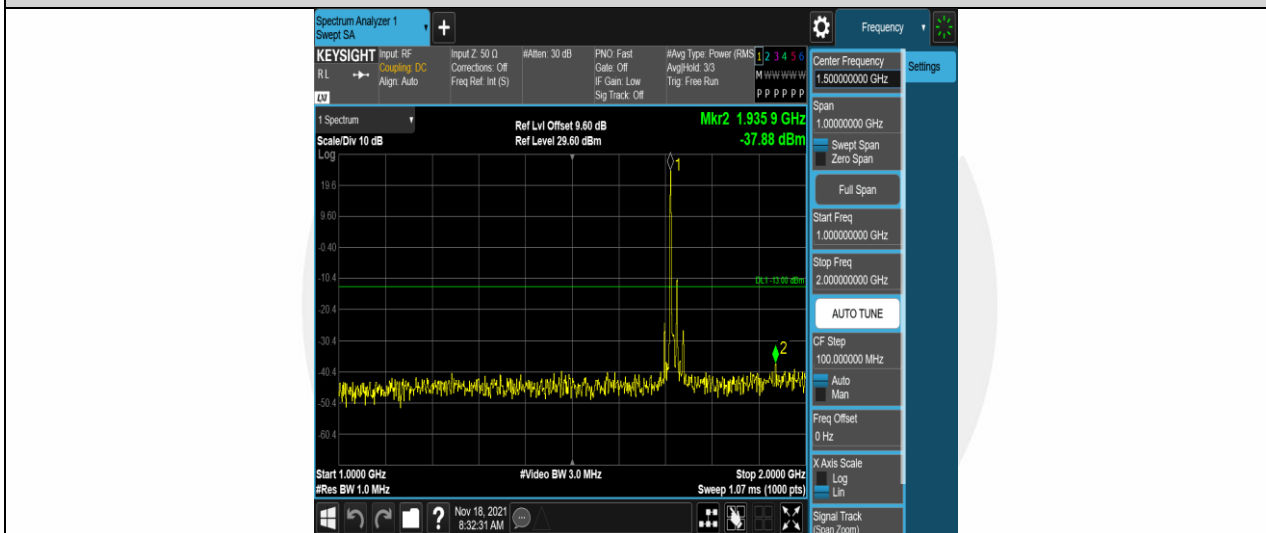 Spectrum Analyzer 1
Swept SA
+
Frequency
KEYSIGHT
RL
LXI
Input: RF
Coupling: DC
Align: Auto
Input Z: 50 Ω
Corrections: Off
Freq Ref: Int (S)
#Atten: 30 dB
PNO: Fast
Gate: Off
IF Gain: Low
Sig Track: Off
#Avg Type: Power (RMS
Avg|Hold: 3/3
Trig: Free Run
1 2 3 4 5 6
M W W W W W
P P P P P P
1 Spectrum
Scale/Div 10 dB
Log
Ref Lvl Offset 9.60 dB
Ref Level 29.60 dBm
Mkr2 1.935 9 GHz
-37.88 dBm
1
19.6
9.60
-0.40
-10.4
DL1 -13.00 dBm
-20.4
-30.4
2
-40.4
-50.4
-60.4
Start 1.0000 GHz
#Res BW 1.0 MHz
#Video BW 3.0 MHz
Stop 2.0000 GHz
Sweep 1.07 ms (1000 pts)
?
Nov 18, 2021
8:32:31 AM
Settings
Center Frequency
1.500000000 GHz
Span
1.00000000 GHz
Swept Span
Zero Span
Full Span
Start Freq
1.000000000 GHz
Stop Freq
2.000000000 GHz
AUTO TUNE
CF Step
100.000000 MHz
Auto
Man
Freq Offset
0 Hz
X Axis Scale
Log
Lin
Signal Track
(Span Zoom)